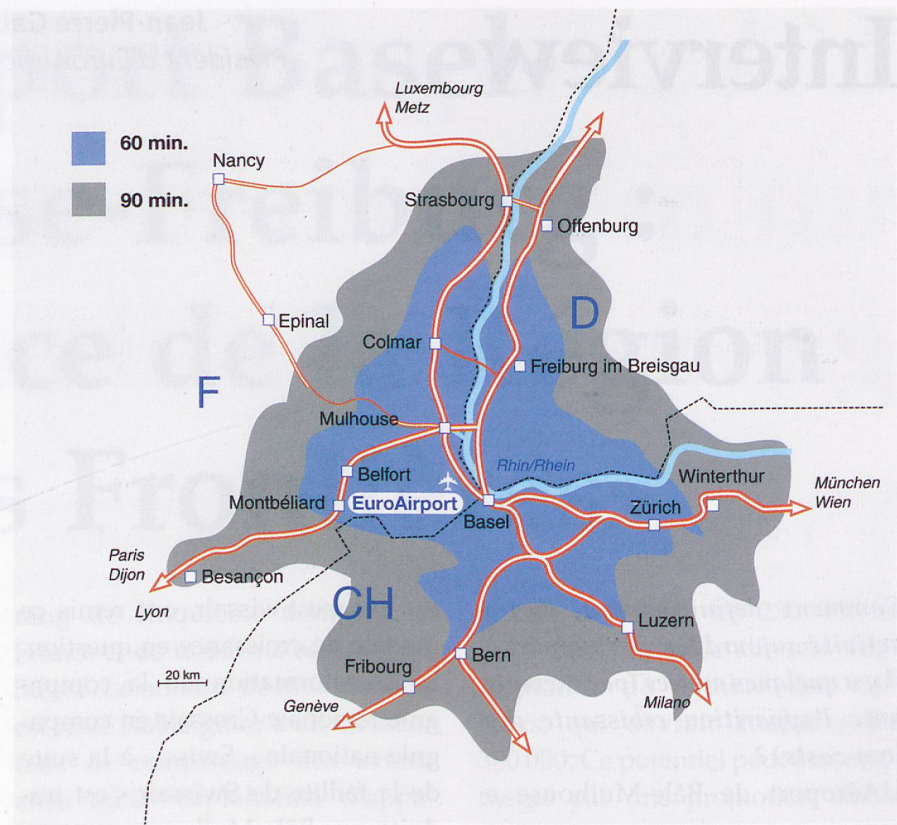 Luxembourg
Metz
60 min.
90 min.
Nancy
Strasbourg
Offenburg
D
Epinal
Colmar
Freiburg im Breisgau
F
Mulhouse
Rhin/Rhein
Belfort
Winterthur
München
Wien
Montbéliard
EuroAirport
Basel
Zürich
Paris
Dijon
Besançon
Lyon
CH
Luzern
Bern
Fribourg
20 km
Genève
Milano